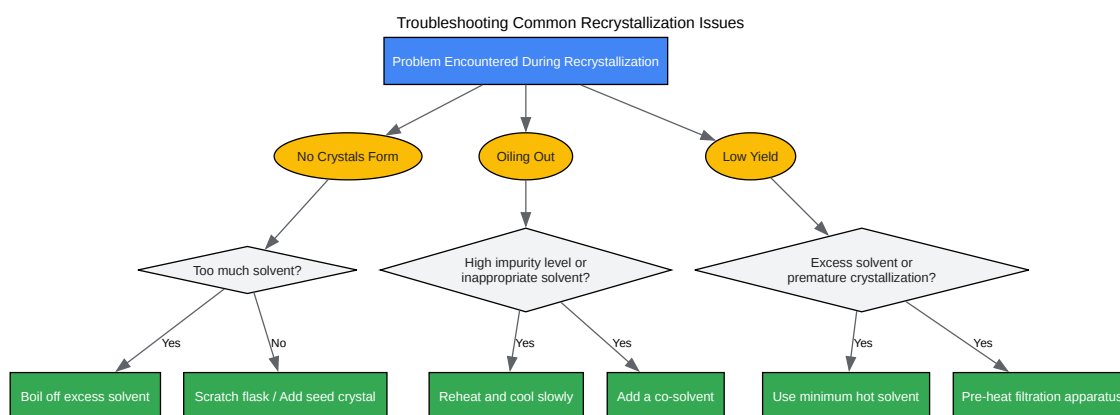 Troubleshooting Common Recrystallization Issues
Problem Encountered During Recrystallization
No Crystals Form
Oiling Out
Low Yield
Too much solvent?
High impurity level or
inappropriate solvent?
Excess solvent or
premature crystallization?
Yes
No
Yes
Yes
Yes
Yes
Boil off excess solvent
Scratch flask / Add seed crystal
Reheat and cool slowly
Add a co-solvent
Use minimum hot solvent
Pre-heat filtration apparatus